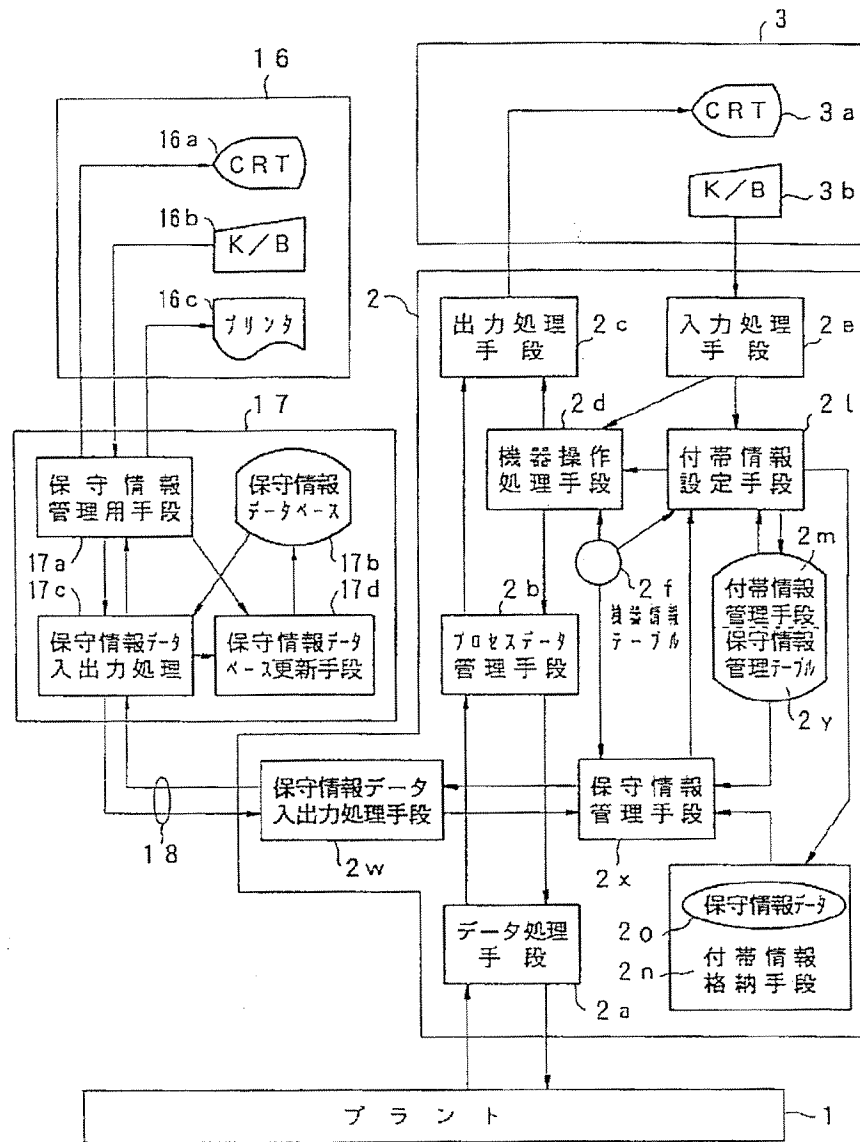 3
16
16a
CRT
CRT
3a
16b
K/B
K/B
3b
16c
プリンタ
2
出力処理
手段
2c
入力処理
手段
2e
17
2d
2l
保守情報
管理用手段
17a
保守情報
データベース
17b
機器操作
処理手段
付帯情報
設定手段
17c
17d
2b
2f
機器情報
テーブル
2m
付帯情報
管理手段
保守情報
管理テーブル
2y
保守情報データ
入出力処理
保守情報データ
ベース更新手段
プロセスデータ
管理手段
18
保守情報データ
入出力処理手段
2w
保守情報
管理手段
2x
データ処理
手段
2a
保守情報データ
2o
付帯情報
格納手段
2n
プラント
1